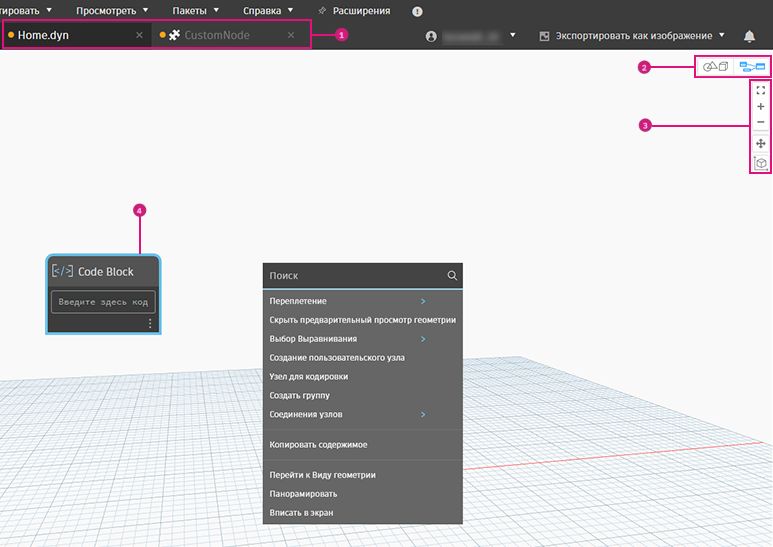 тировать Просмотреть Пакеты Справка Расширения
Home.dyn CustomNode 1 Экспортировать как изображение
2
3
4
[</>] Code Block
Введите здесь код
Поиск
Переплетение
Скрыть предварительный просмотр геометрии
Выбор Выравнивания
Создание пользовательского узла
Узел для кодировки
Создать группу
Соединения узлов
Копировать содержимое
Перейти к Виду геометрии
Панорамировать
Вписать в экран